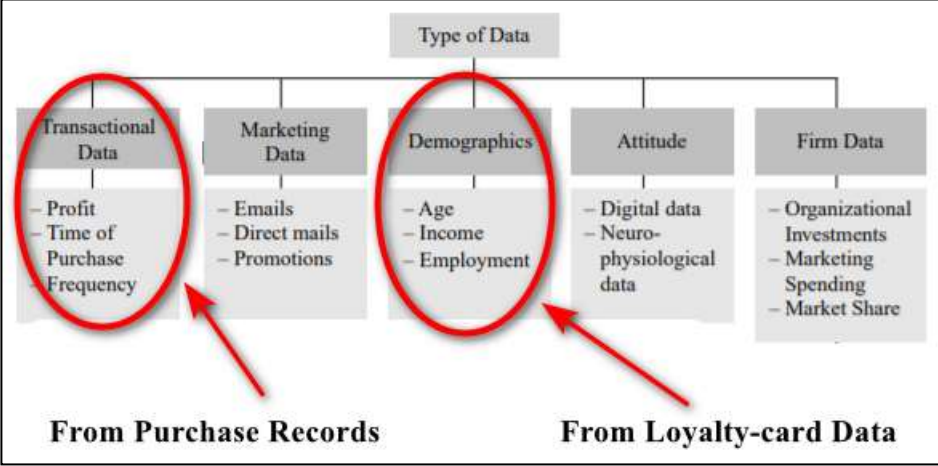 Type of Data
Transactional
Data
– Profit
– Time of
Purchase
– Frequency
Marketing
Data
– Emails
– Direct mails
– Promotions
Demographics
– Age
– Income
– Employment
Attitude
– Digital data
– Neuro-
physiological
data
Firm Data
– Organizational
Investments
– Marketing
Spending
– Market Share
From Purchase Records
From Loyalty-card Data